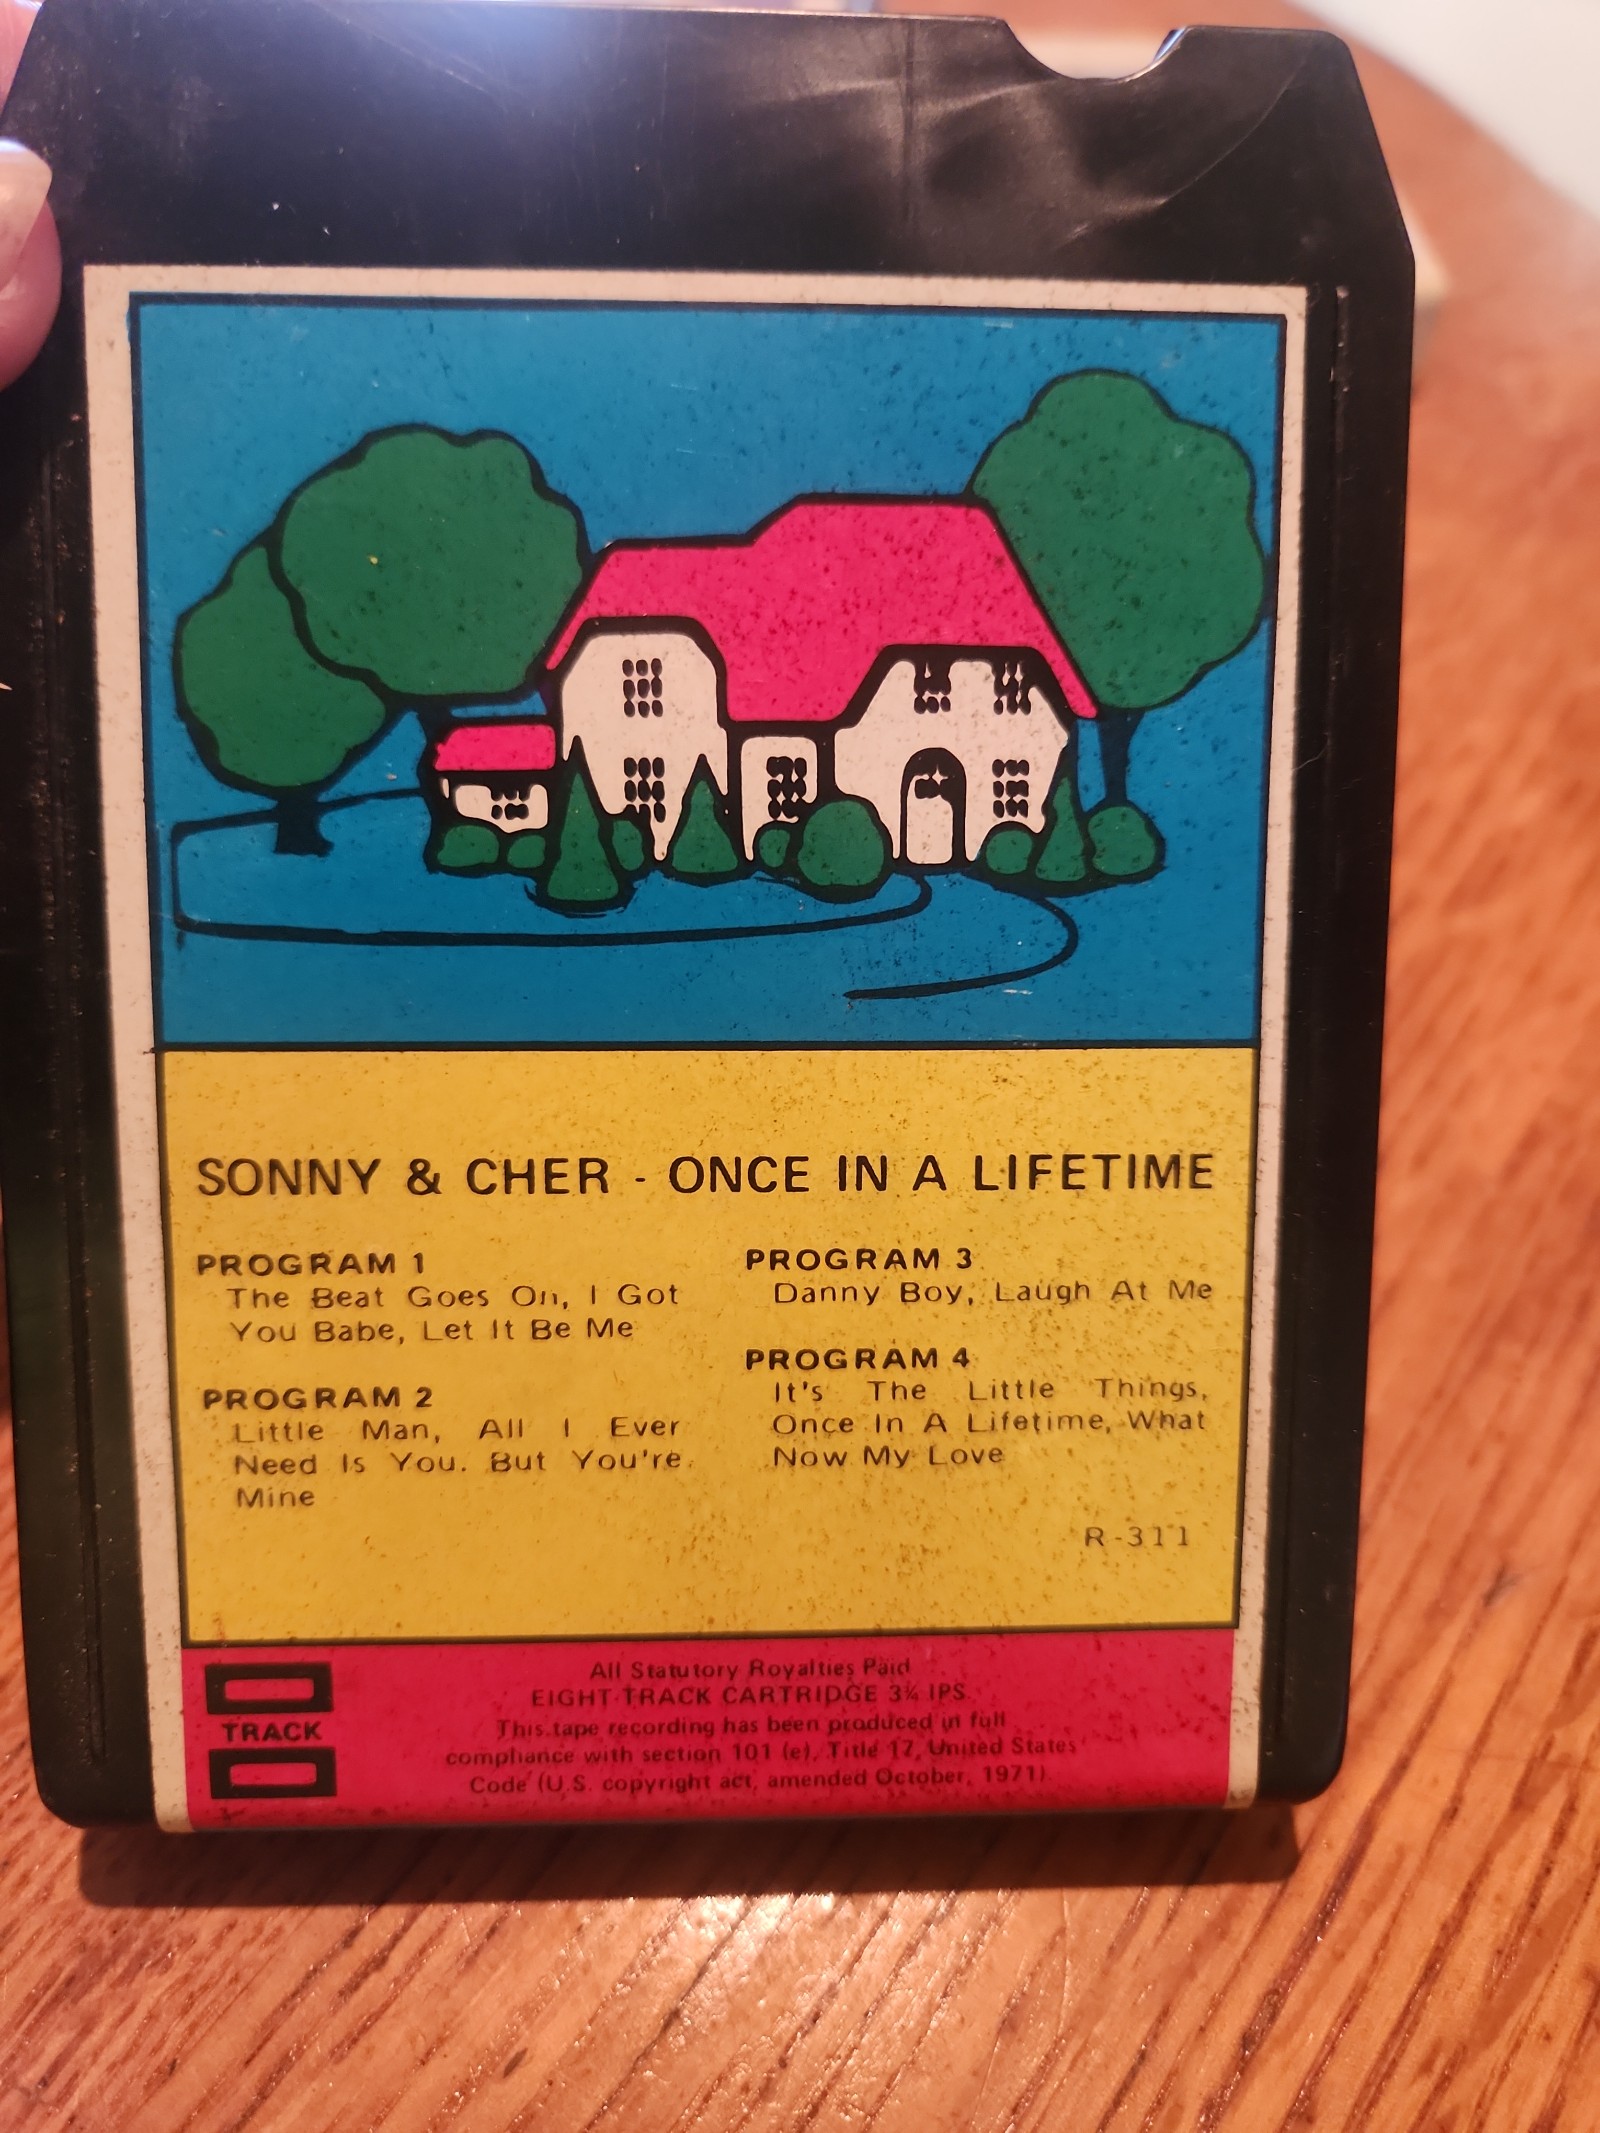 SONNY & CHER - ONCE IN A LIFETIME
PROGRAM 1
The Beat Goes On, I Got
You Babe, Let It Be Me
PROGRAM 2
Little Man, All I Ever
Need Is You. But You're
Mine
PROGRAM 3
Danny Boy, Laugh At Me
PROGRAM 4
It's The Little Things,
Once In A Lifetime, What
Now My Love
R-311
TRACK
All Statutory Royalties Paid
EIGHT TRACK CARTRIDGE 3¾ IPS.
This tape recording has been produced in full
compliance with section 101 (e), Title 17, United States
Code (U.S. copyright act, amended October, 1971).